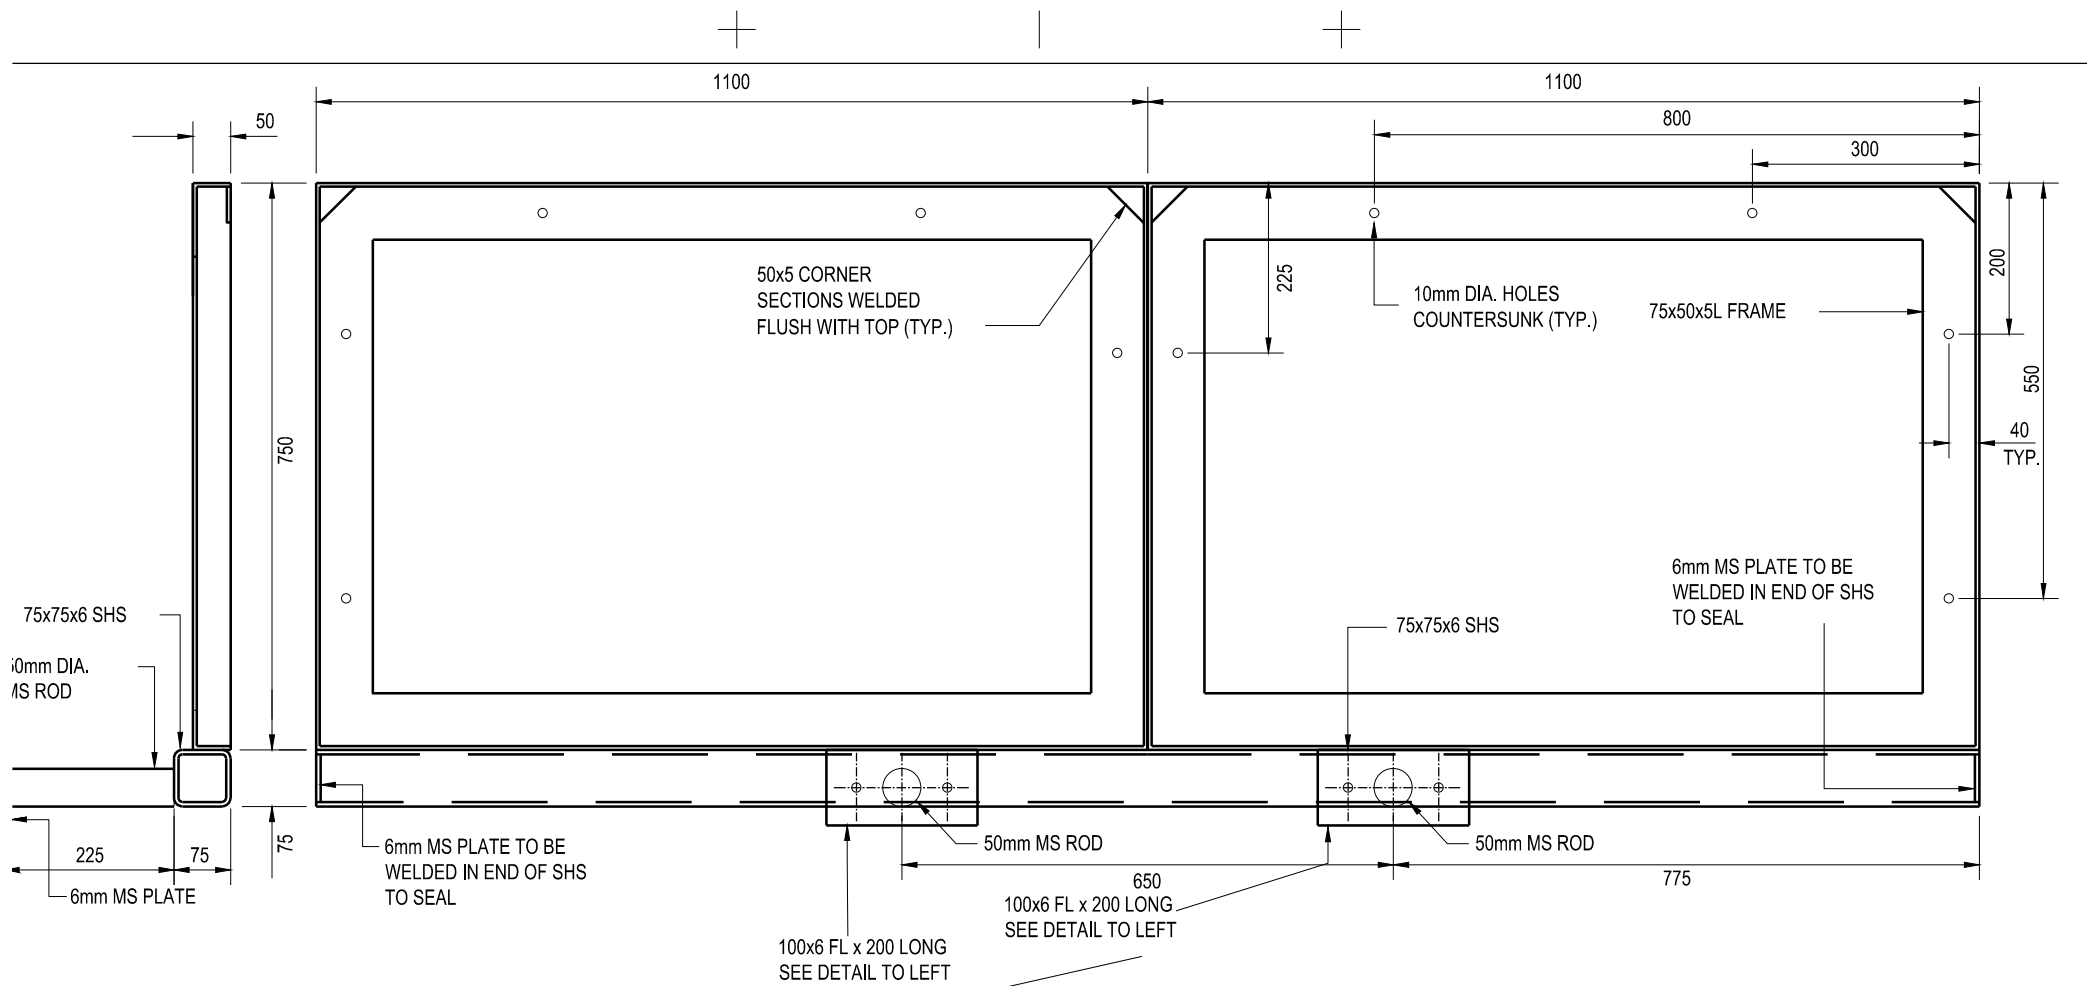 1100
1100
800
50
300
50x5 CORNER
SECTIONS WELDED
FLUSH WITH TOP (TYP.)
225
10mm DIA. HOLES
COUNTERSUNK (TYP.)
75x50x5L FRAME
200
550
40
TYP.
750
6mm MS PLATE TO BE
WELDED IN END OF SHS
TO SEAL
75x75x6 SHS
75x75x6 SHS
0mm DIA.
MS ROD
75
225
75
6mm MS PLATE
6mm MS PLATE TO BE
WELDED IN END OF SHS
TO SEAL
50mm MS ROD
50mm MS ROD
650
775
100x6 FL x 200 LONG
SEE DETAIL TO LEFT
100x6 FL x 200 LONG
SEE DETAIL TO LEFT